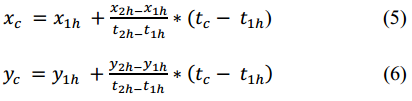 x_c = x_{1h} + \frac{x_{2h}-x_{1h}}{t_{2h}-t_{1h}} * (t_c - t_{1h}) (5)
y_c = y_{1h} + \frac{y_{2h}-y_{1h}}{t_{2h}-t_{1h}} * (t_c - t_{1h}) (6)